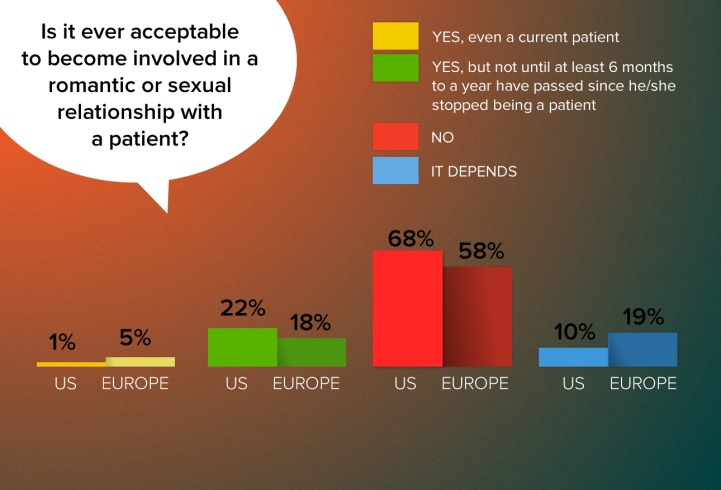 Is it ever acceptable
to become involved in a
romantic or sexual
relationship with
a patient?
YES, even a current patient
YES, but not until at least 6 months
to a year have passed since he/she
stopped being a patient
NO
IT DEPENDS
1% 5% 22% 18% 68% 58% 10% 19%
US EUROPE US EUROPE US EUROPE US EUROPE